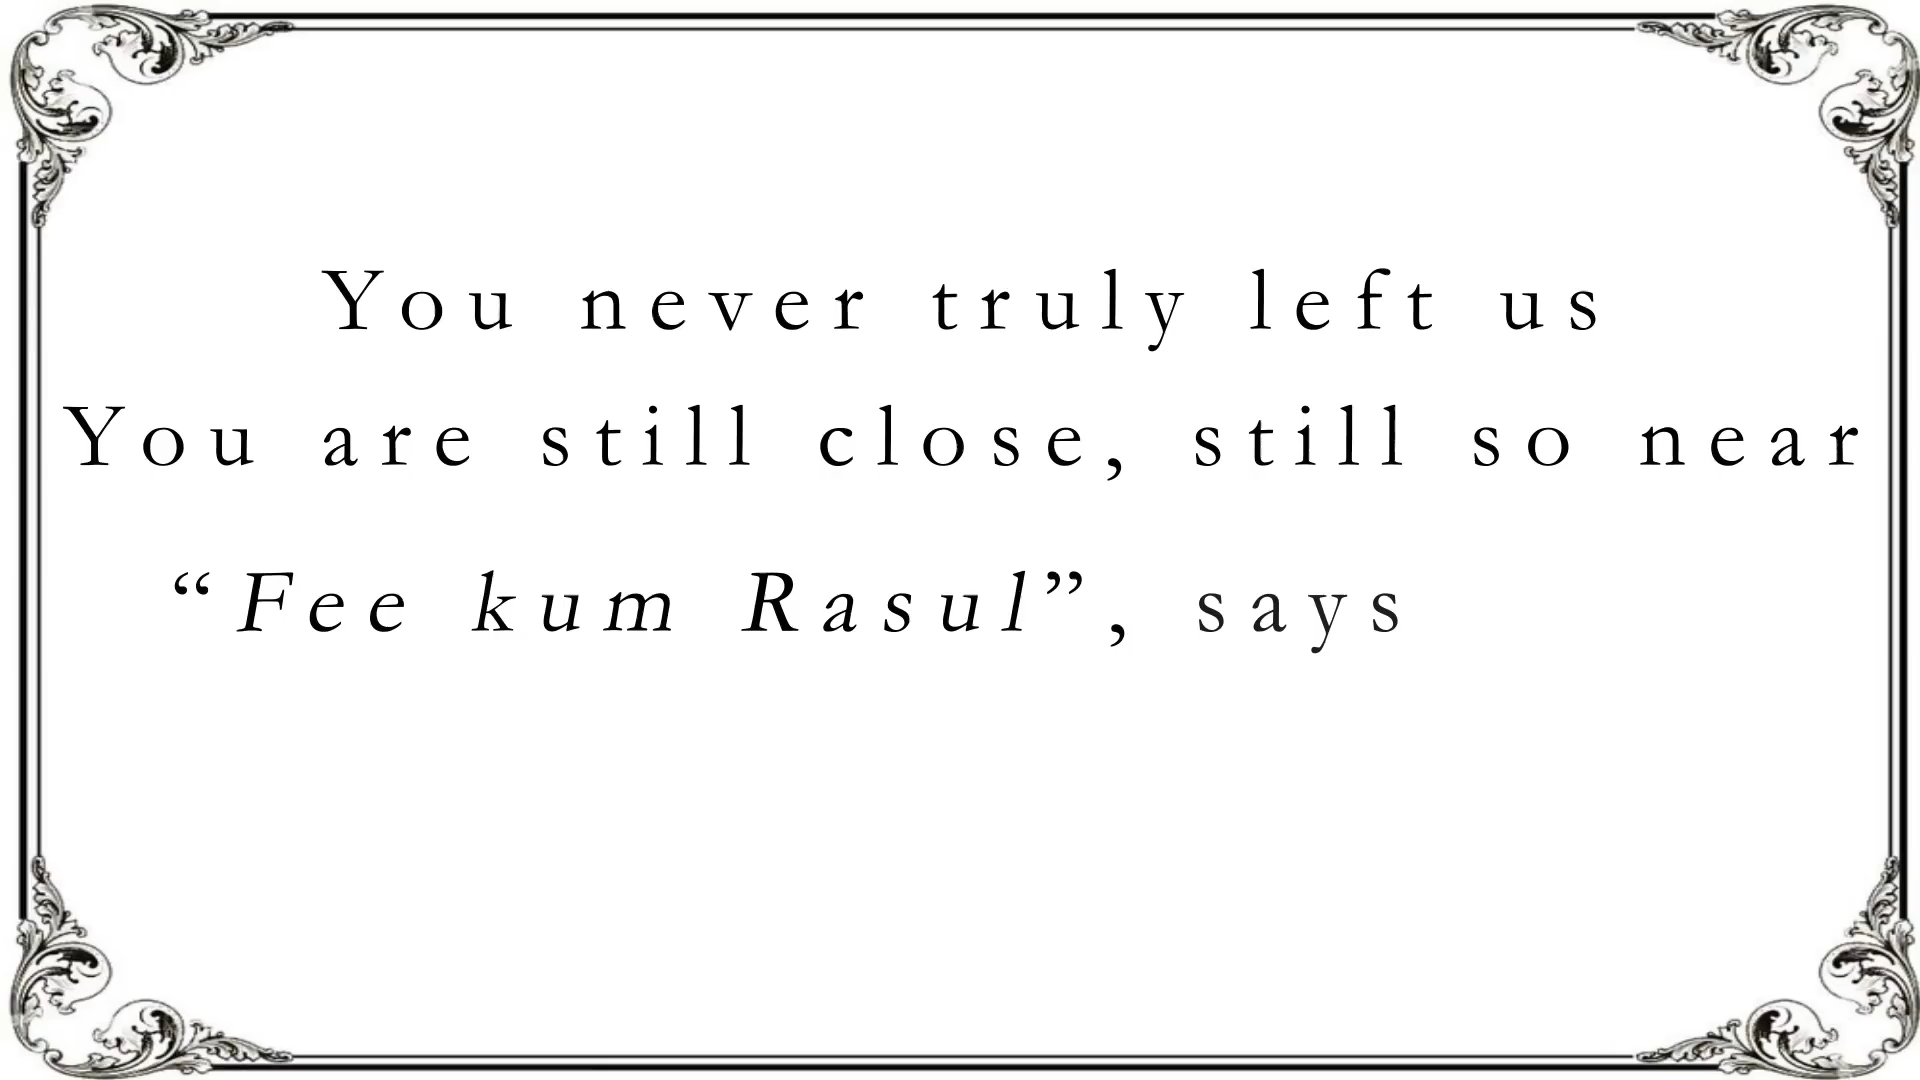 You never truly left us
You are still close, still so near
“Fee kum Rasul”, says